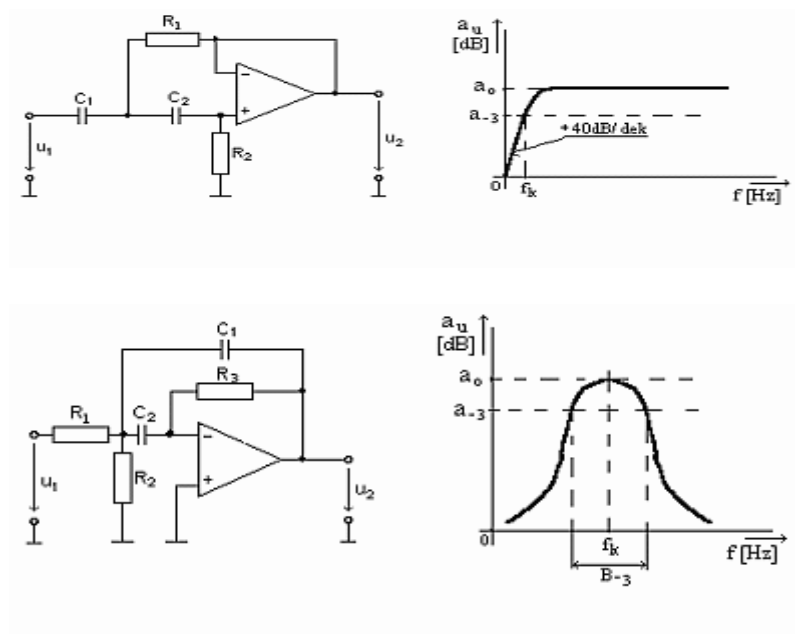 R1
C1
C2
−
+
R2
u1
u2
au
[dB]
ao
a-3
+40dB/dek
0
fk
f[Hz]
C1
R3
R1
C2
−
+
R2
u1
u2
au
[dB]
ao
a-3
0
fk
f[Hz]
B-3